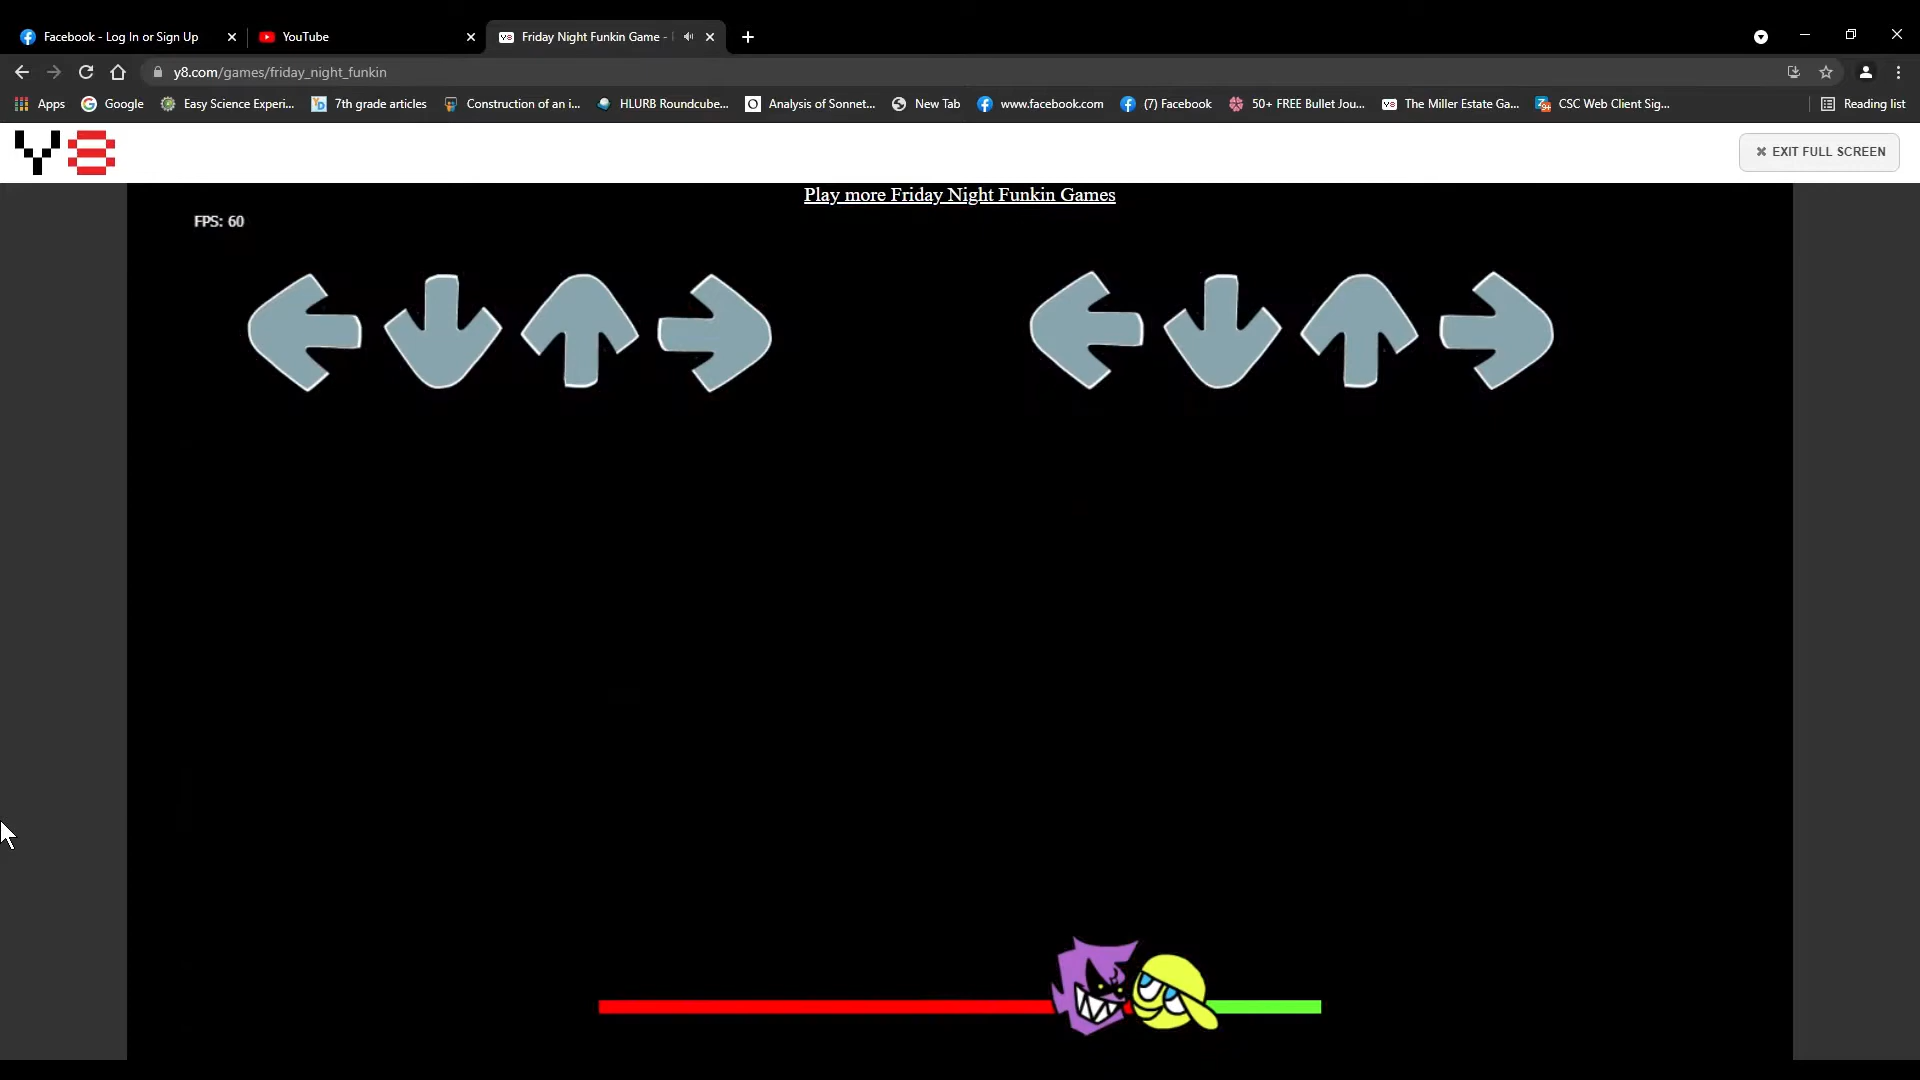 Facebook - Log In or Sign Up
YouTube
Friday Night Funkin Game -
y8.com/games/friday_night_funkin
Apps
Google
Easy Science Experi...
7th grade articles
Construction of an i...
HLURB Roundcube...
Analysis of Sonnet...
New Tab
www.facebook.com
(7) Facebook
50+ FREE Bullet Jou...
The Miller Estate Ga...
CSC Web Client Sig...
Reading list
Y8
EXIT FULL SCREEN
Play more Friday Night Funkin Games
FPS: 60